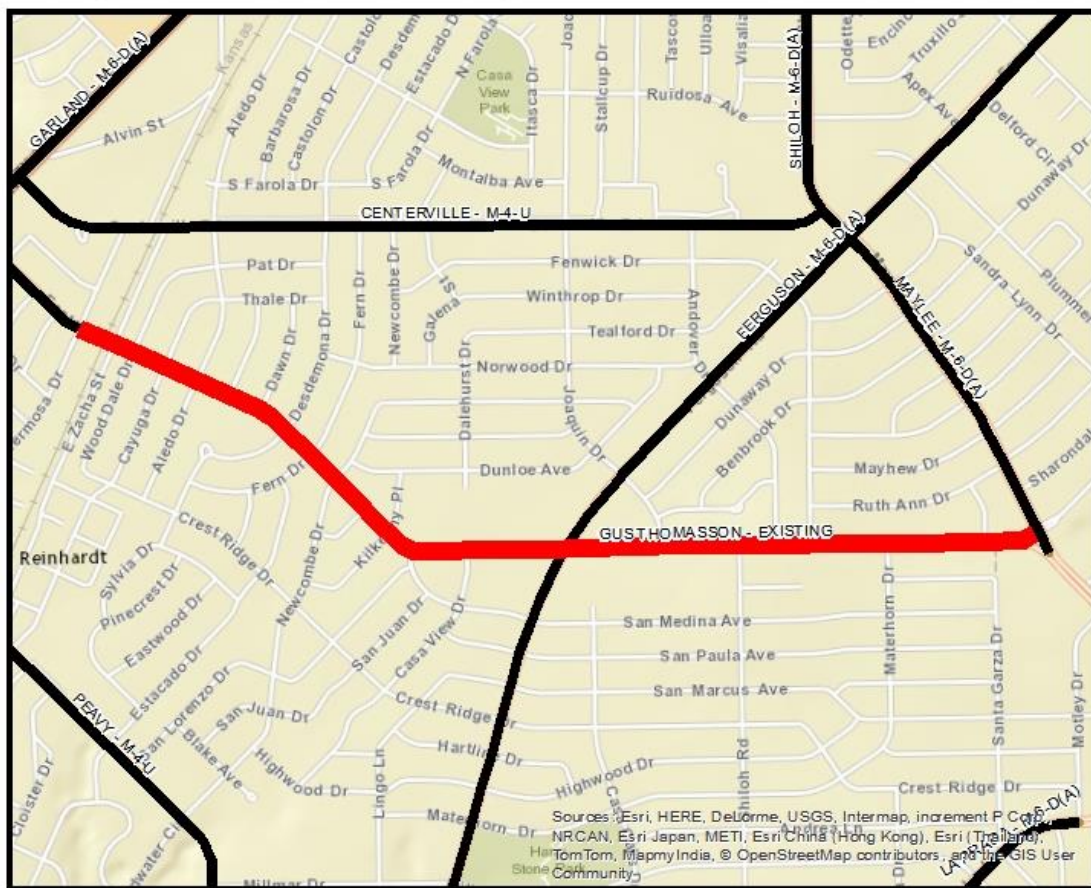 GARLAND - M-6-D(A)
Kansas
Alvin St
Aledo Dr
Barbarosa Dr
Castolon Dr
Estacado Dr
N Farola
S Farola Dr
S Farola Dr
Montalba Ave
Casa
View
Park
Itasca Dr
Stallcup Dr
Ruidosa Ave
Visalia
Ulloa
Odette
Encino
Truxillo
Apex Ave
Delford Cir
Dunaway Dr
SHILOH - M-6-D(A)
CENTERVILLE - M-4-U
FERGUSON - M-6-D(A)
MAYLEE - M-6-D(A)
Sandra Lynn Dr
Plummer
Pat Dr
Thale Dr
Dawn Dr
Desdemona Dr
Fern Dr
Newcombe Dr
Galena St
Fenwick Dr
Winthrop Dr
Tealford Dr
Norwood Dr
Andover
Dalehurst Dr
Joaquin Dr
Dunloe Ave
Dunaway Dr
Benbrook Dr
Mayhew Dr
Ruth Ann Dr
E Zacha St
Wood Dale Dr
Cayuga Dr
Aledo Dr
Fern Dr
GUS THOMASSON - EXISTING
Reinhardt
Crest Ridge Dr
Newcombe Dr
Sylvia Dr
Pinecrest Dr
Eastwood Dr
Estacado Dr
San Lorenzo Dr
San Juan Dr
Casa View Dr
San Juan Dr
Blake Ave
Highwood Dr
Lingo Ln
Crest Ridge Dr
Hartline Dr
Materhorn Dr
Highwood Dr
San Medina Ave
San Paula Ave
San Marcus Ave
Shiloh Rd
Materhorn Dr
Santa Garza Dr
Motley Dr
Crest Ridge Dr
PEAVY - M-4-U
Cloister Dr
Millmar Dr
Stone Park
Sources: Esri, HERE, DeLorme, USGS, Intermap, increment P Corp.,
NRCAN, Esri Japan, METI, Esri China (Hong Kong), Esri (Thailand),
TomTom, MapmyIndia, © OpenStreetMap contributors, and the GIS User
Community